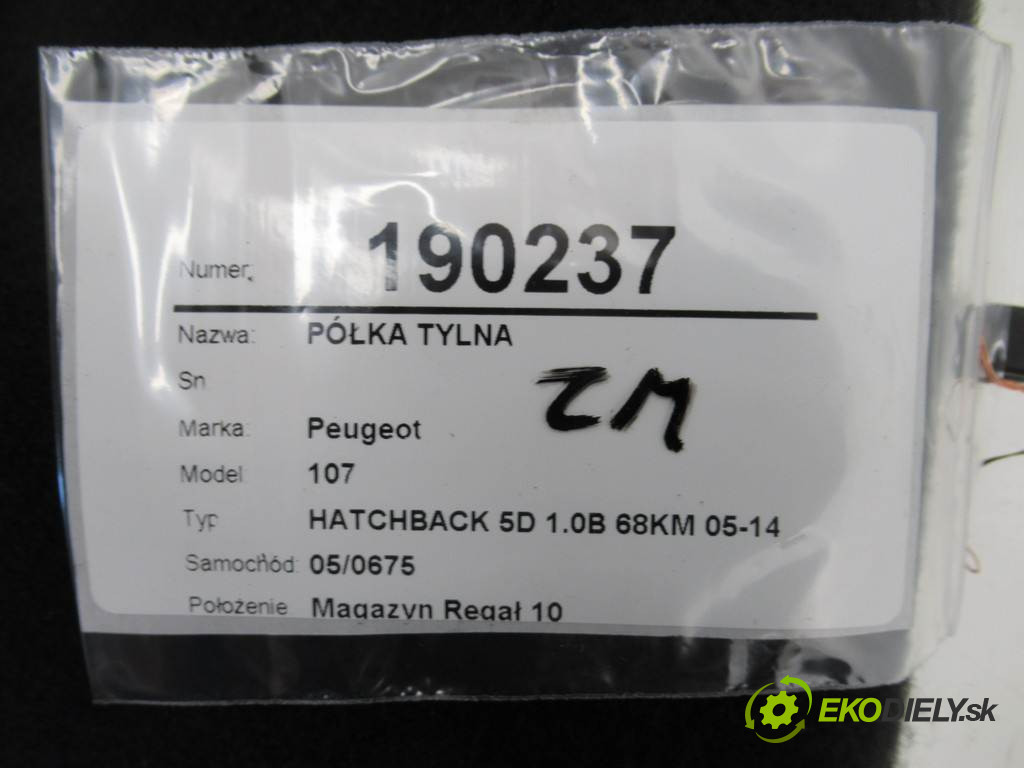 Numer: 190237
Nazwa: PÓŁKA TYLNA
Sn
Marka: Peugeot
Model 107
Typ HATCHBACK 5D 1.0B 68KM 05-14
Samochód: 05/0675
Położenie Magazyn Regał 10
EKODIELY.sk